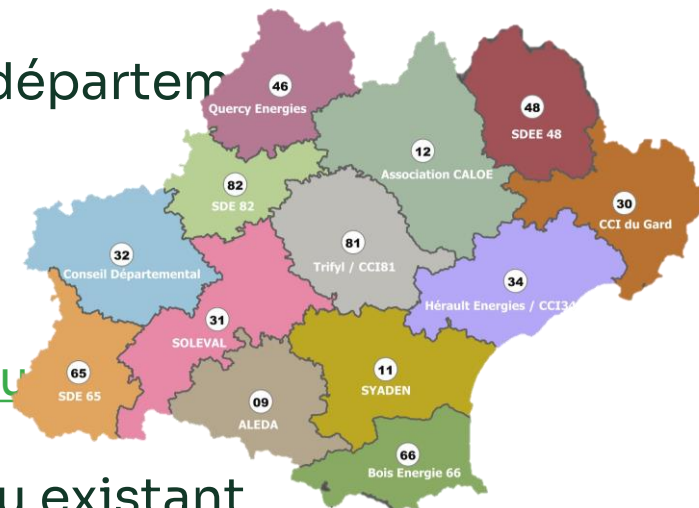 départem
46
Quercy Energies
48
SDEE 48
12
Association CALOE
82
SDE 82
30
CCI du Gard
81
Trifyl / CCI81
32
Conseil Départemental
34
Hérault Energies / CCI34
31
SOLEVAL
65
SDE 65
11
SYADEN
09
ALEDA
66
Bois Energie 66
u
u existant